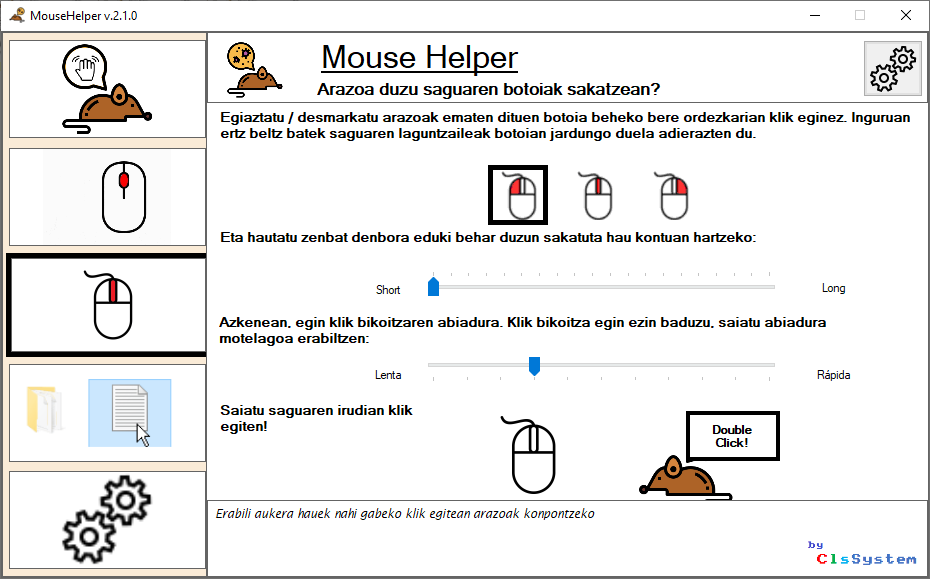 MouseHelper v.2.1.0
Mouse Helper
Arazoa duzu saguaren botoiak sakatzean?
Egiaztatu / desmarkatu arazoak ematen dituen botoia beheko bere ordezkarian klik eginez. Inguruan
ertz beltz batek saguaren laguntzaileak botoian jardungo duela adierazten du.
Eta hautatu zenbat denbora eduki behar duzun sakatuta hau kontuan hartzeko:
Short
Long
Azkenean, egin klik bikoitzaren abiadura. Klik bikoitza egin ezin baduzu, saiatu abiadura
motelagoa erabiltzen:
Lenta
Rápida
Saiatu saguaren irudian klik
egiten!
Double
Click!
Erabili aukera hauek nahi gabeko klik egitean arazoak konpontzeko
by
ClsSystem